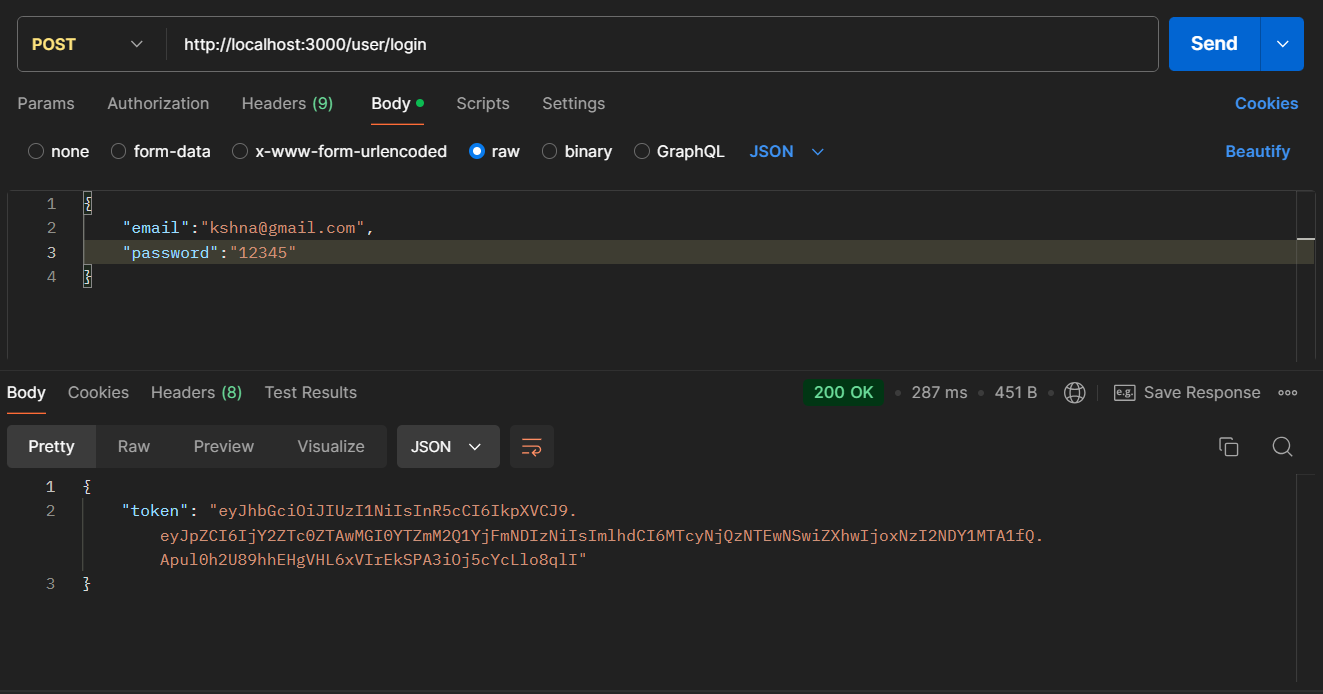 POST http://localhost:3000/user/login Send
Params Authorization Headers (9) Body Scripts Settings Cookies
none form-data x-www-form-urlencoded raw binary GraphQL JSON Beautify
1 {
2 "email":"kshna@gmail.com",
3 "password":"12345"
4 }
Body Cookies Headers (8) Test Results 200 OK • 287 ms • 451 B • e.g. Save Response
Pretty Raw Preview Visualize JSON
1 {
2 "token": "eyJhbGciOiJIUzI1NiIsInR5cCI6IkpXVCJ9.
eyJpZCI6IjY2ZTc0ZTAwMGI0YTZmM2Q1YjFmNDIzNiIsImlhdCI6MTcyNjQzNTEwNSwiZXhwIjoxNzI2NDY1MTA1fQ.
Apul0h2U89hhEHgVHL6xVIrEkSPA3iOj5cYcLlo8qlI"
3 }